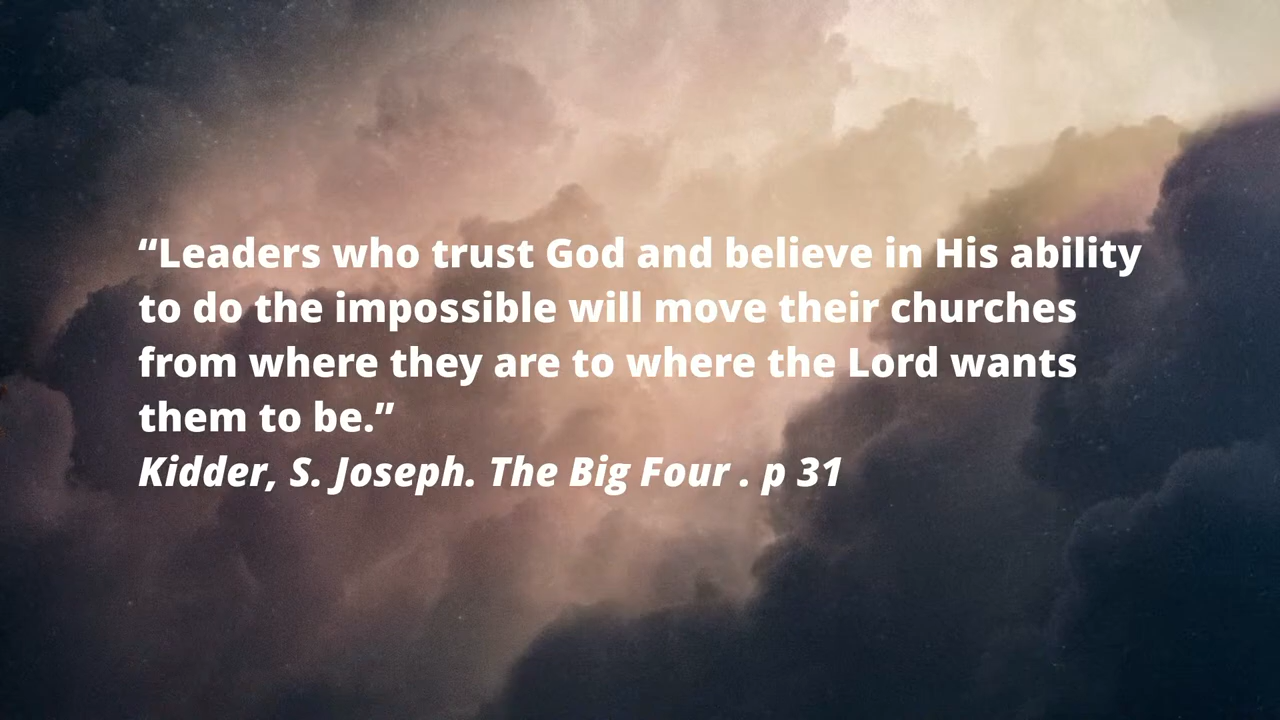 “Leaders who trust God and believe in His ability
to do the impossible will move their churches
from where they are to where the Lord wants
them to be.”
Kidder, S. Joseph. The Big Four . p 31